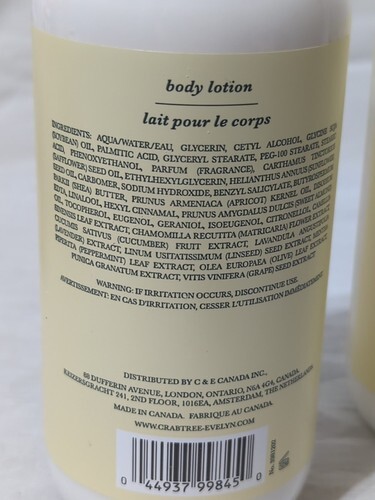 body lotion
lait pour le corps
INGREDIENTS: AQUA/WATER/EAU, GLYCERIN, CETYL ALCOHOL, GLYCINE SOJA
(SOYBEAN) OIL, PALMITIC ACID, GLYCERYL STEARATE, PEG-100 STEARATE, STEARIC
ACID, PHENOXYETHANOL, PARFUM (FRAGRANCE), CARTHAMUS TINCTORIUS
(SAFFLOWER) SEED OIL, ETHYLHEXYLGLYCERIN, HELIANTHUS ANNUUS (SUNFLOWER)
SEED OIL, CARBOMER, SODIUM HYDROXIDE, BENZYL SALICYLATE, BUTYROSPERMUM
PARKII (SHEA) BUTTER, PRUNUS ARMENIACA (APRICOT) KERNEL OIL, DISODIUM
EDTA, LINALOOL, HEXYL CINNAMAL, PRUNUS AMYGDALUS DULCIS (SWEET ALMOND)
OIL, TOCOPHEROL, EUGENOL, GERANIOL, ISOEUGENOL, CITRONELLOL, CAMELLIA
SINENSIS LEAF EXTRACT, CHAMOMILLA RECUTITA (MATRICARIA) FLOWER EXTRACT,
CUCUMIS SATIVUS (CUCUMBER) FRUIT EXTRACT, LAVANDULA ANGUSTIFOLIA
(LAVENDER) EXTRACT, LINUM USITATISSIMUM (LINSEED) SEED EXTRACT, MENTHA
PIPERITA (PEPPERMINT) LEAF EXTRACT, OLEA EUROPAEA (OLIVE) LEAF EXTRACT,
PUNICA GRANATUM EXTRACT, VITIS VINIFERA (GRAPE) SEED EXTRACT
WARNING: IF IRRITATION OCCURS, DISCONTINUE USE.
AVERTISSEMENT: EN CAS D'IRRITATION, CESSER L'UTILISATION IMMÉDIATEMENT.
DISTRIBUTED BY C & E CANADA INC.,
88 DUFFERIN AVENUE, LONDON, ONTARIO, N6A 4G4, CANADA.
KEIZERSGRACHT 241, 2ND FLOOR, 1016EA, AMSTERDAM, THE NETHERLANDS
MADE IN CANADA. FABRIQUE AU CANADA.
WWW.CRABTREE-EVELYN.COM
0 44937 99845 0